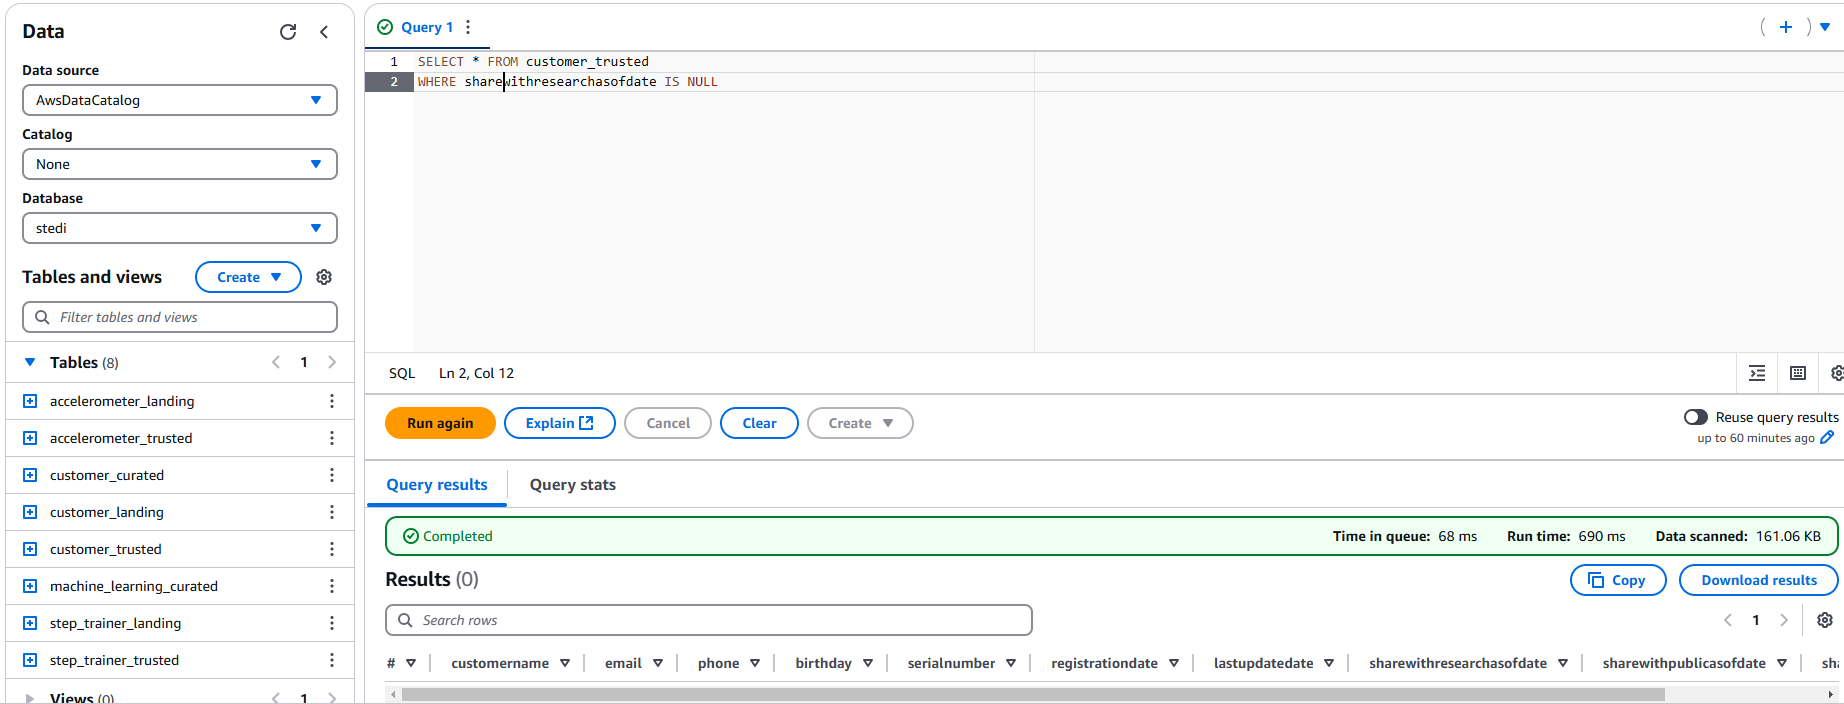 Data
Data source
AwsDataCatalog
Catalog
None
Database
stedi
Tables and views
Create
Filter tables and views
Tables (8)
1
accelerometer_landing
accelerometer_trusted
customer_curated
customer_landing
customer_trusted
machine_learning_curated
step_trainer_landing
step_trainer_trusted
Views (0)
1
Query 1
1 SELECT * FROM customer_trusted
2 WHERE sharewithresearchasofdate IS NULL
SQL Ln 2, Col 12
Run again Explain Cancel Clear Create
Reuse query results
up to 60 minutes ago
Query results Query stats
Completed Time in queue: 68 ms Run time: 690 ms Data scanned: 161.06 KB
Results (0) Copy Download results
Search rows
1
# customername email phone birthday serialnumber registrationdate lastupdatedate sharewithresearchasofdate sharewithpublicasofdate